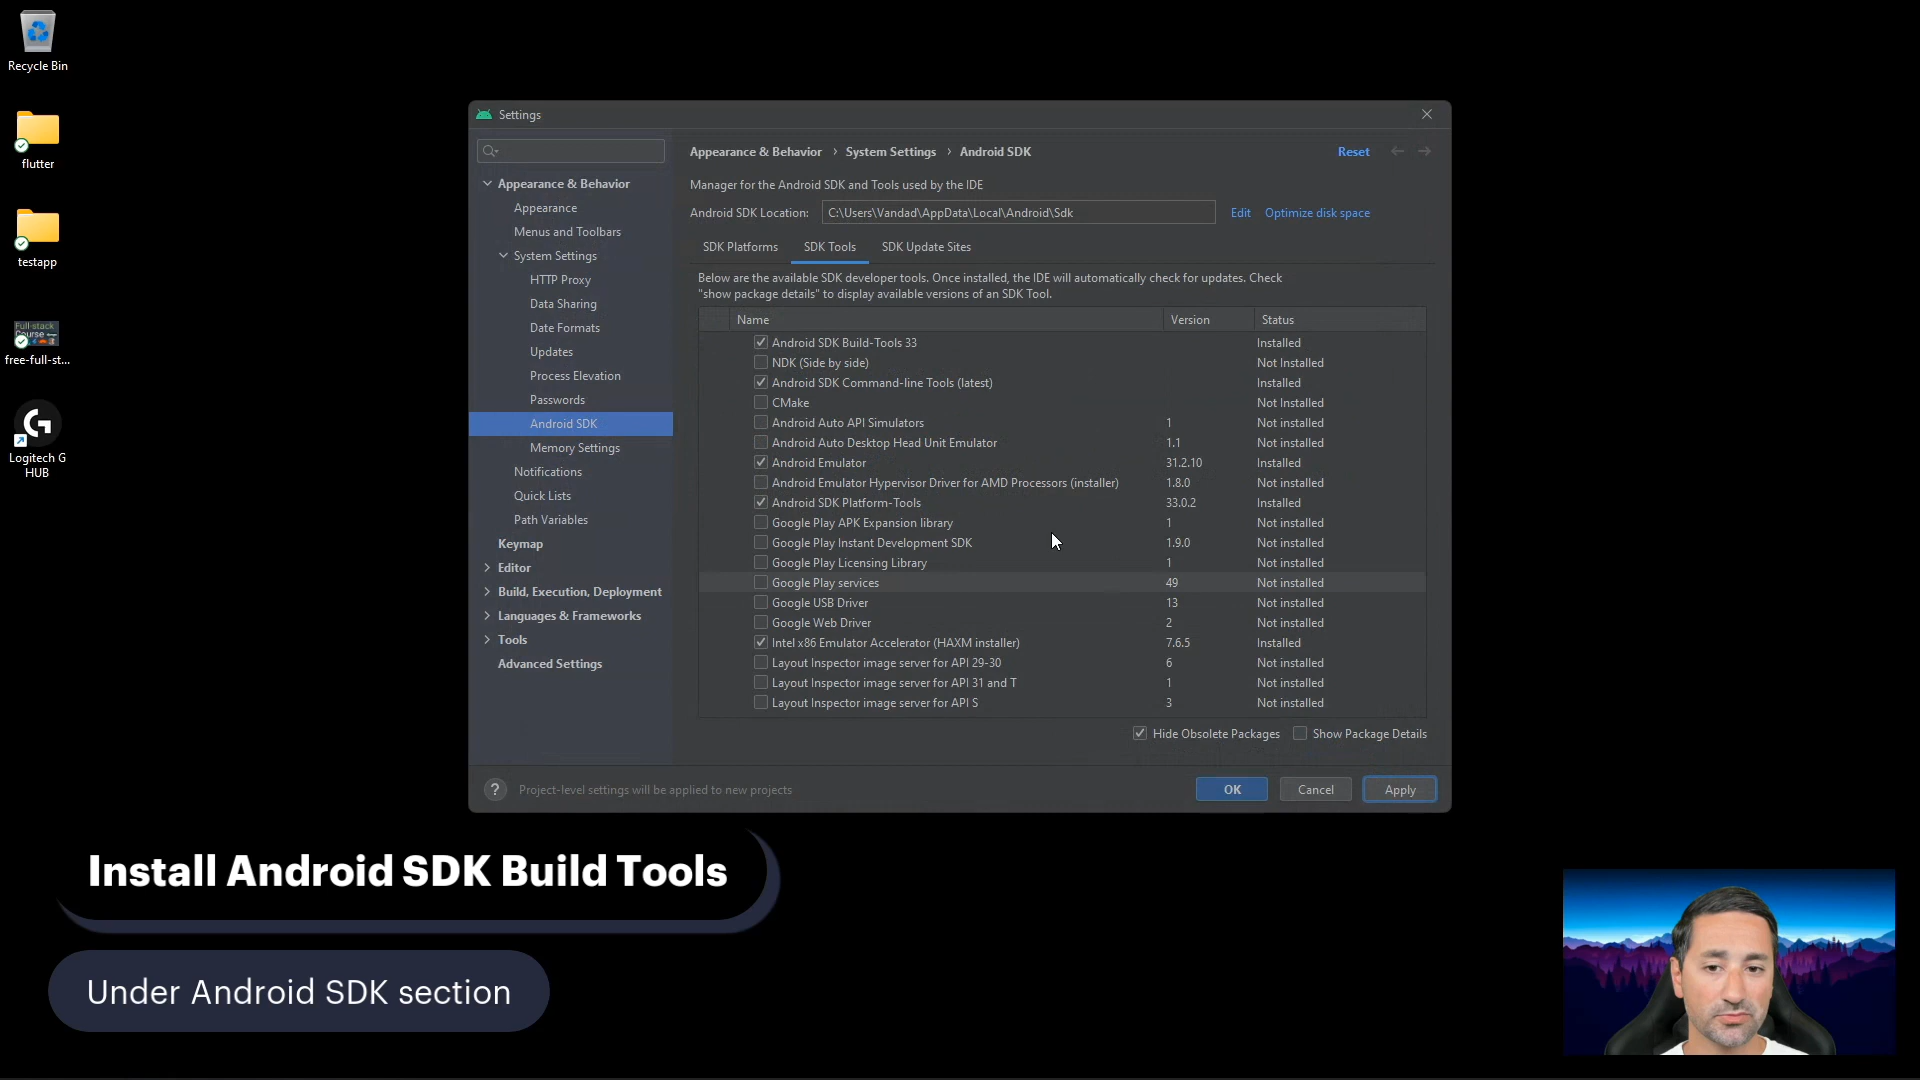 Recycle Bin
flutter
testapp
Full-stack
Course
free-full-st...
Logitech G
HUB
Settings
Appearance & Behavior
Appearance
Menus and Toolbars
System Settings
HTTP Proxy
Data Sharing
Date Formats
Updates
Process Elevation
Passwords
Android SDK
Memory Settings
Notifications
Quick Lists
Path Variables
Keymap
Editor
Build, Execution, Deployment
Languages & Frameworks
Tools
Advanced Settings
Appearance & Behavior › System Settings › Android SDK
Reset
Manager for the Android SDK and Tools used by the IDE
Android SDK Location: C:\Users\Vandad\AppData\Local\Android\Sdk Edit Optimize disk space
SDK Platforms SDK Tools SDK Update Sites
Below are the available SDK developer tools. Once installed, the IDE will automatically check for updates. Check
"show package details" to display available versions of an SDK Tool.
Name Version Status
Android SDK Build-Tools 33 Installed
NDK (Side by side) Not Installed
Android SDK Command-line Tools (latest) Installed
CMake Not Installed
Android Auto API Simulators 1 Not installed
Android Auto Desktop Head Unit Emulator 1.1 Not installed
Android Emulator 31.2.10 Installed
Android Emulator Hypervisor Driver for AMD Processors (installer) 1.8.0 Not installed
Android SDK Platform-Tools 33.0.2 Installed
Google Play APK Expansion library 1 Not installed
Google Play Instant Development SDK 1.9.0 Not installed
Google Play Licensing Library 1 Not installed
Google Play services 49 Not installed
Google USB Driver 13 Not installed
Google Web Driver 2 Not installed
Intel x86 Emulator Accelerator (HAXM installer) 7.6.5 Installed
Layout Inspector image server for API 29-30 6 Not installed
Layout Inspector image server for API 31 and T 1 Not installed
Layout Inspector image server for API S 3 Not installed
Hide Obsolete Packages Show Package Details
? Project-level settings will be applied to new projects
OK Cancel Apply
Install Android SDK Build Tools
Under Android SDK section